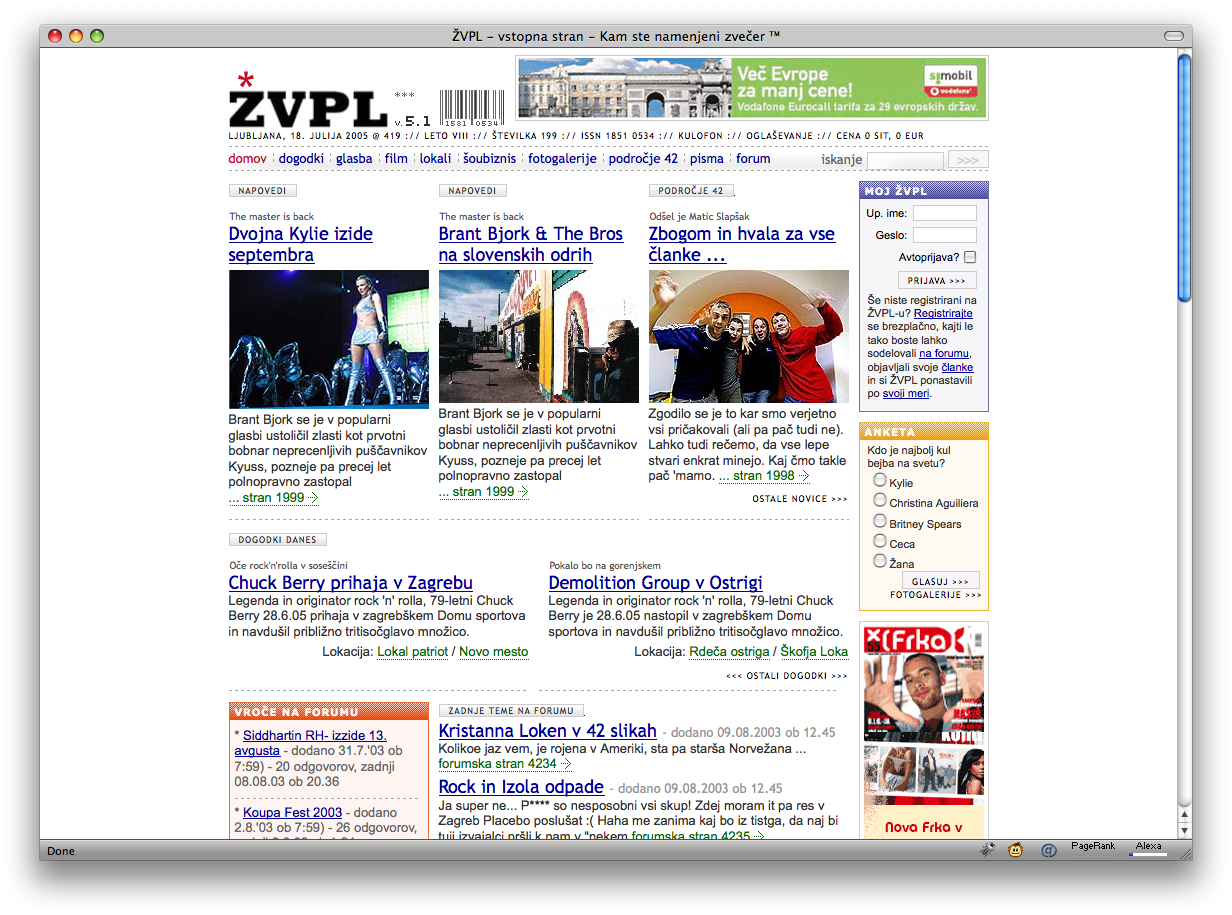 ŽVPL – vstopna stran – Kam ste namenjeni zvečer ™
Več Evrope
za manj cene!
Vodafone Eurocall tarifa za 29 evropskih držav.
si.mobil
vodafone
ŽVPL *** v.5.1
1581 0534
LJUBLJANA, 18. JULIJA 2005 @ 419 :// LETO VIII :// ŠTEVILKA 199 :// ISSN 1851 0534 :// KULOFON :// OGLAŠEVANJE :// CENA 0 SIT, 0 EUR
domov dogodki glasba film lokali šoubiznis fotogalerije področje 42 pisma forum iskanje >>>
NAPOVEDI
The master is back
Dvojna Kylie izide
septembra
Brant Bjork se je v popularni
glasbi ustoličil zlasti kot prvotni
bobnar neprecenljivih puščavnikov
Kyuss, pozneje pa precej let
polnopravno zastopal
... stran 1999
NAPOVEDI
The master is back
Brant Bjork & The Bros
na slovenskih odrih
Brant Bjork se je v popularni
glasbi ustoličil zlasti kot prvotni
bobnar neprecenljivih puščavnikov
Kyuss, pozneje pa precej let
polnopravno zastopal
... stran 1999
PODROČJE 42
Odšel je Matic Slapšak
Zbogom in hvala za vse
članke ...
Zgodilo se je to kar smo verjetno
vsi pričakovali (ali pa pač tudi ne).
Lahko tudi rečemo, da vse lepe
stvari enkrat minejo. Kaj čmo takle
pač 'mamo. ... stran 1998
OSTALE NOVICE >>>
MOJ ŽVPL
Up. ime:
Geslo:
Avtoprijava?
PRIJAVA >>>
Še niste registrirani na
ŽVPL-u? Registrirajte
se brezplačno, kajti le
tako boste lahko
sodelovali na forumu,
objavljali svoje članke
in si ŽVPL ponastavili
po svoji meri.
ANKETA
Kdo je najbolj kul
bejba na svetu?
Kylie
Christina Aguiliera
Britney Spears
Ceca
Žana
GLASUJ >>>
FOTOGALERIJE >>>
DOGODKI DANES
Oče rock'n'rolla v soseščini
Chuck Berry prihaja v Zagrebu
Legenda in originator rock 'n' rolla, 79-letni Chuck
Berry je 28.6.05 prihaja v zagrebškem Domu sportova
in navdušil približno tritisočglavo množico.
Lokacija: Lokal patriot / Novo mesto
Pokalo bo na gorenjskem
Demolition Group v Ostrigi
Legenda in originator rock 'n' rolla, 79-letni Chuck
Berry je 28.6.05 nastopil v zagrebškem Domu
sportova in navdušil približno tritisočglavo množico.
Lokacija: Rdeča ostriga / Škofja Loka
<<< OSTALI DOGODKI >>>
VROČE NA FORUMU
* Siddhartin RH- izzide 13.
avgusta - dodano 31.7.'03 ob
7:59) - 20 odgovorov, zadnji
08.08.03 ob 20.36
* Koupa Fest 2003 - dodano
2.8.'03 ob 7:59) - 26 odgovorov,
ZADNJE TEME NA FORUMU
Kristanna Loken v 42 slikah - dodano 09.08.2003 ob 12.45
Kolikoe jaz vem, je rojena v Ameriki, sta pa starša Norvežana ...
forumska stran 4234
Rock in Izola odpade - dodano 09.08.2003 ob 12.45
Ja super ne... P**** so nesposobni vsi skup! Zdej moram it pa res v
Zagreb Placebo poslušat :( Haha me zanima kaj bo iz tistga, da naj bi
tuji izvajalci pršli k nam v "nekem forumska stran 4235
Frka
55
Nova Frka v
Done
PageRank
Alexa